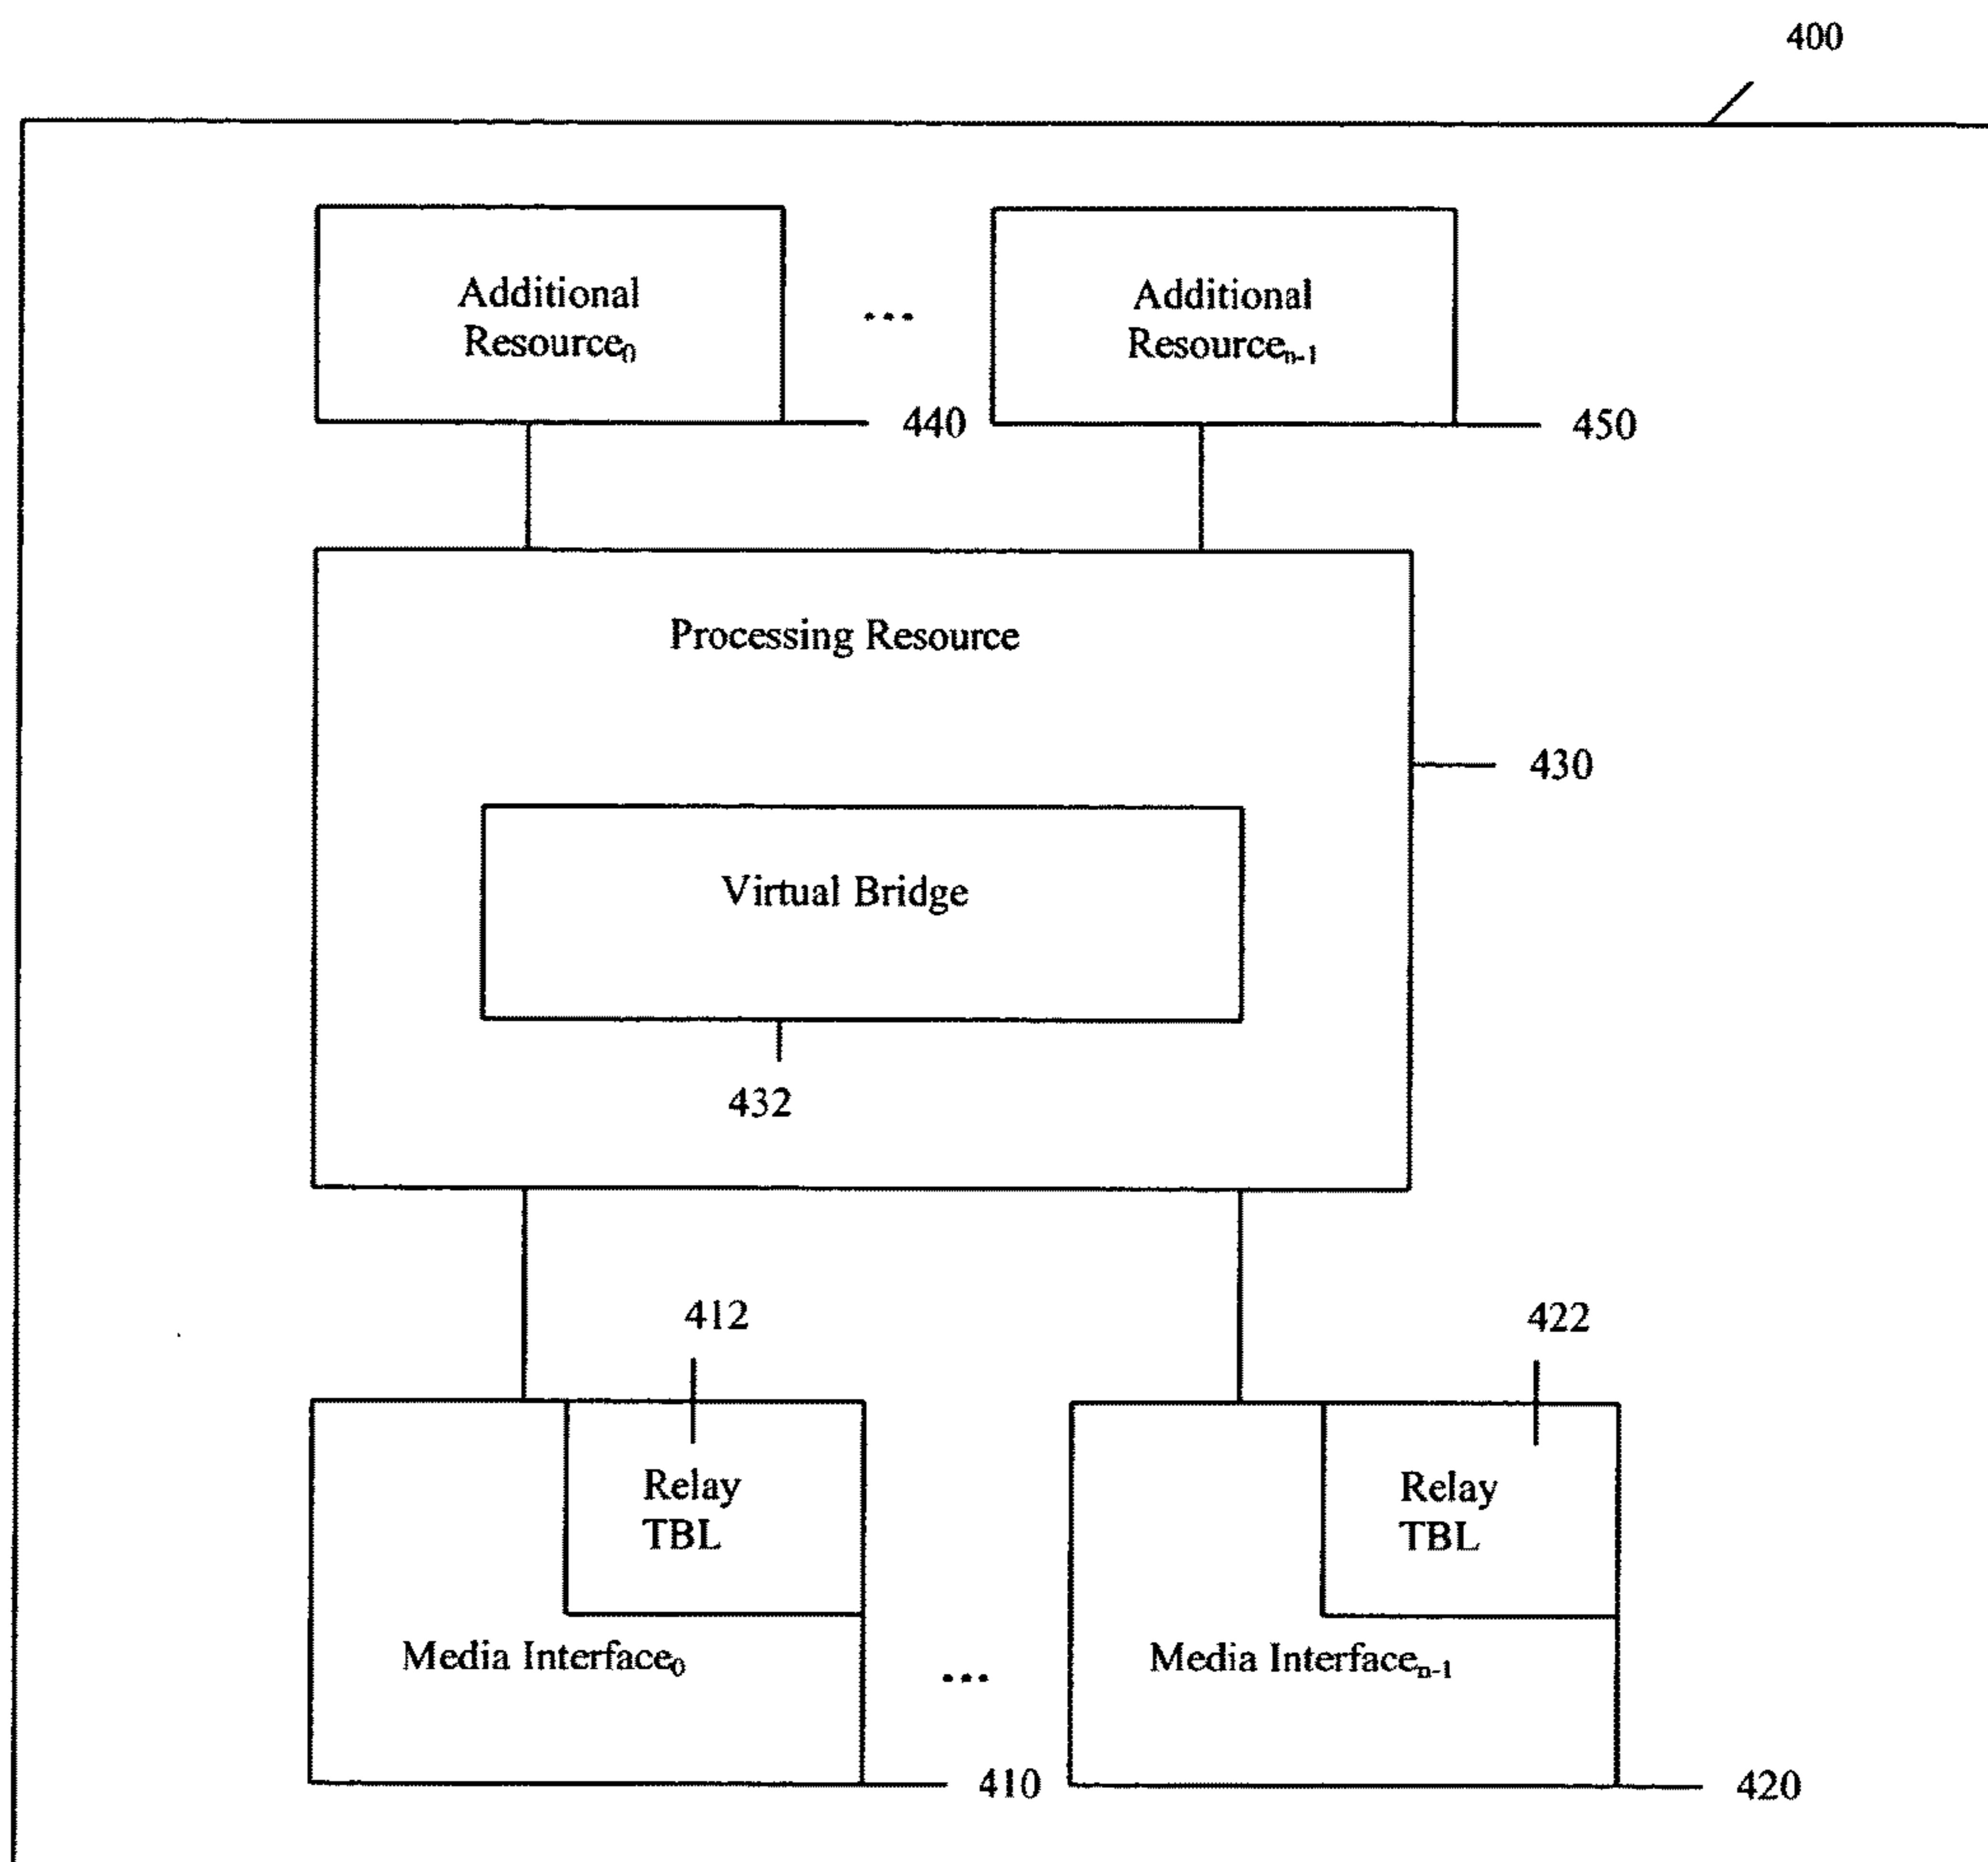 400
Additional
Resource₀
...
Additional
Resourceₙ₋₁
440
450
Processing Resource
430
Virtual Bridge
432
412
422
Relay
TBL
Relay
TBL
Media Interface₀
...
Media Interfaceₙ₋₁
410
420